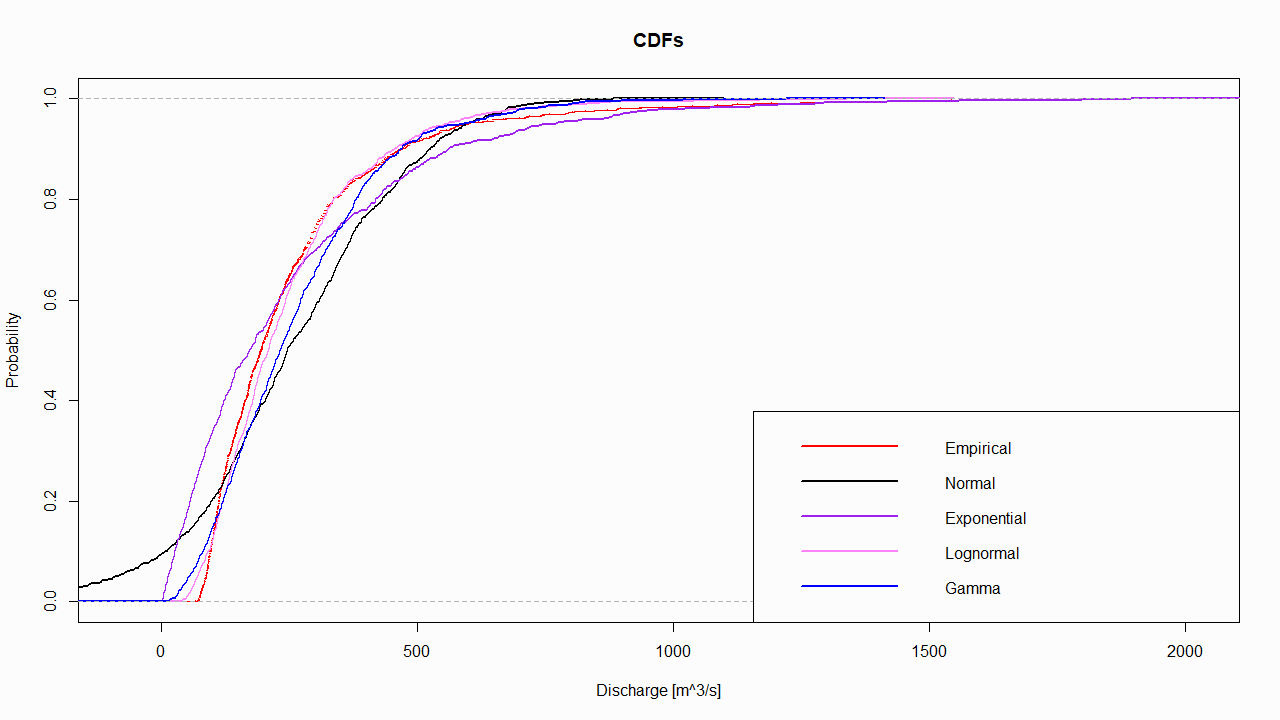 CDFs
1.0
0.8
0.6
0.4
0.2
0.0
Probability
Empirical
Normal
Exponential
Lognormal
Gamma
0 500 1000 1500 2000
Discharge [m^3/s]